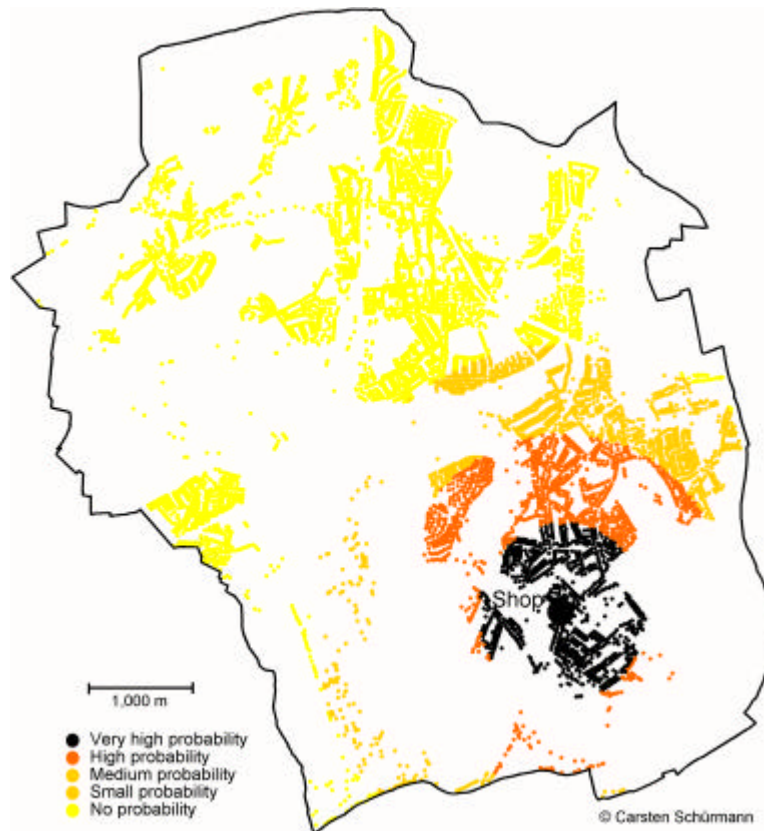 Shop
1,000 m
Very high probability
High probability
Medium probability
Small probability
No probability
© Carsten Schürmann